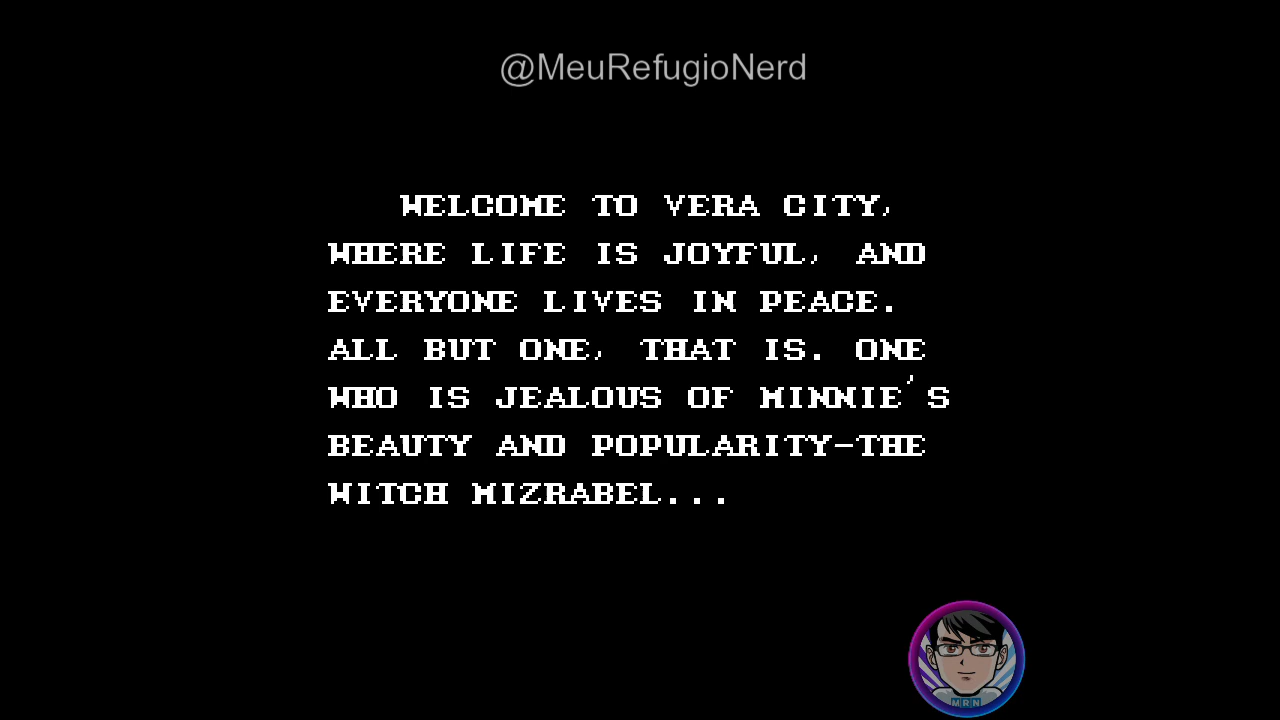 @MeuRefugioNerd
WELCOME TO VERA CITY,
WHERE LIFE IS JOYFUL, AND
EVERYONE LIVES IN PEACE.
ALL BUT ONE, THAT IS. ONE
WHO IS JEALOUS OF MINNIE'S
BEAUTY AND POPULARITY-THE
WITCH MIZRABEL...
MRN